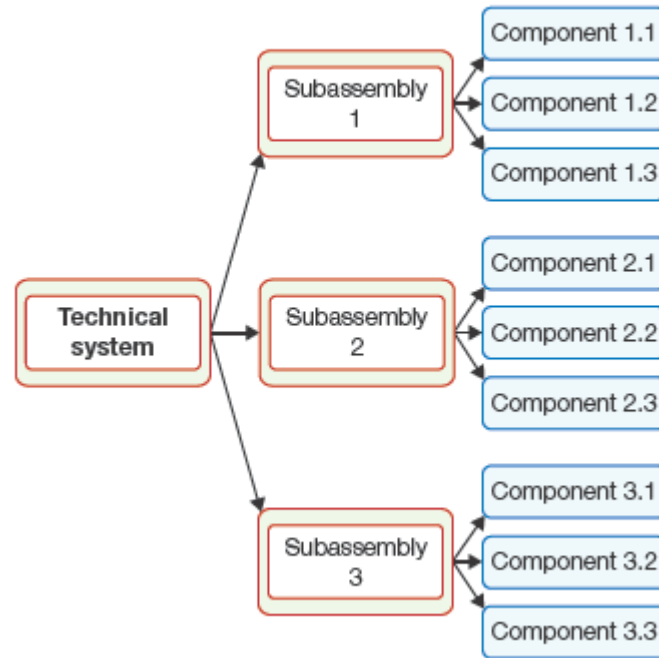 Component 1.1
Subassembly
1
Component 1.2
Component 1.3
Component 2.1
Technical
system
Subassembly
2
Component 2.2
Component 2.3
Component 3.1
Subassembly
3
Component 3.2
Component 3.3